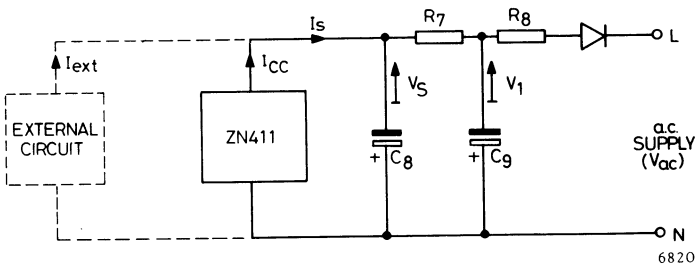 Is
R7
R8
L
Iext
ICC
VS
V1
EXTERNAL
CIRCUIT
ZN411
+ C8
+ C9
a.c.
SUPPLY
(Vac)
N
6820